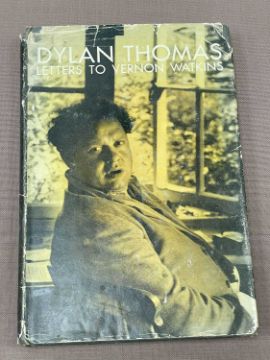 DYLAN THOMAS
LETTERS TO VERNON WATKINS